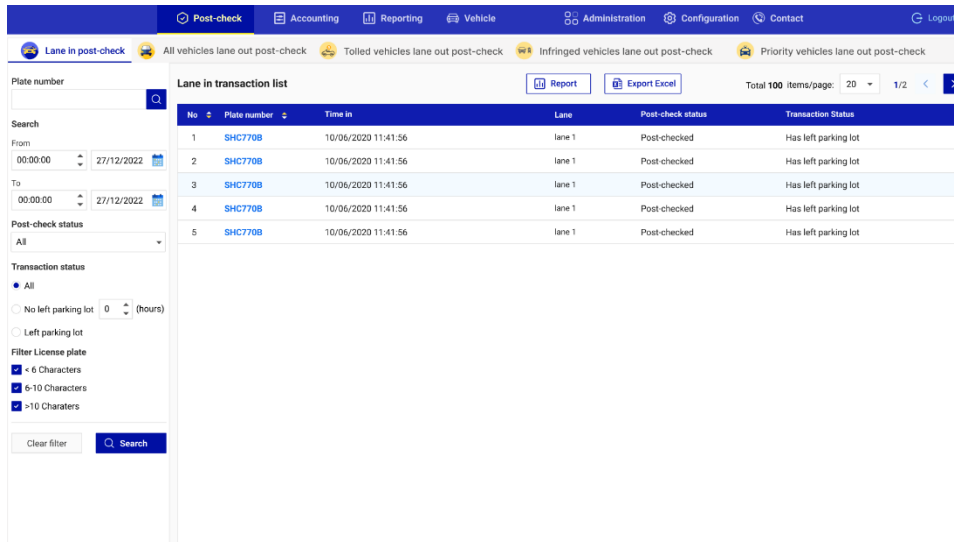 Post-check Accounting Reporting Vehicle Administration Configuration Contact Logout
Lane in post-check All vehicles lane out post-check Tolled vehicles lane out post-check Infringed vehicles lane out post-check Priority vehicles lane out post-check
Plate number
Search
From
00:00:00 27/12/2022
To
00:00:00 27/12/2022
Post-check status
All
Transaction status
All
No left parking lot 0 (hours)
Left parking lot
Filter License plate
< 6 Characters
6-10 Characters
>10 Charaters
Clear filter Search
Lane in transaction list Report Export Excel Total 100 items/page: 20 1/2
No Plate number Time in Lane Post-check status Transaction Status
1 SHC770B 10/06/2020 11:41:56 lane 1 Post-checked Has left parking lot
2 SHC770B 10/06/2020 11:41:56 lane 1 Post-checked Has left parking lot
3 SHC770B 10/06/2020 11:41:56 lane 1 Post-checked Has left parking lot
4 SHC770B 10/06/2020 11:41:56 lane 1 Post-checked Has left parking lot
5 SHC770B 10/06/2020 11:41:56 lane 1 Post-checked Has left parking lot